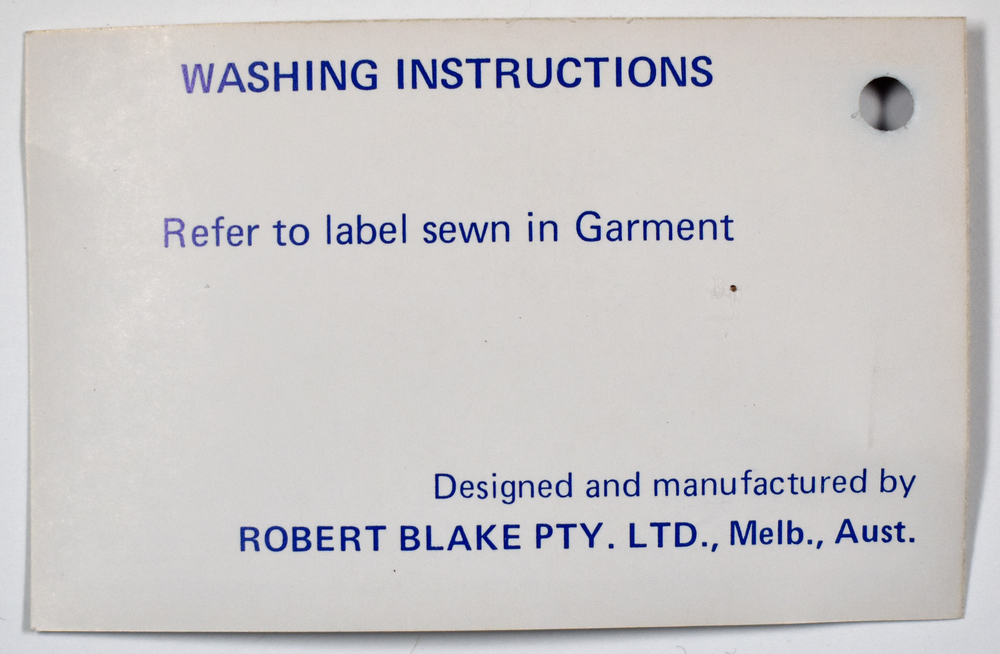 WASHING INSTRUCTIONS
Refer to label sewn in Garment
Designed and manufactured by
ROBERT BLAKE PTY. LTD., Melb., Aust.